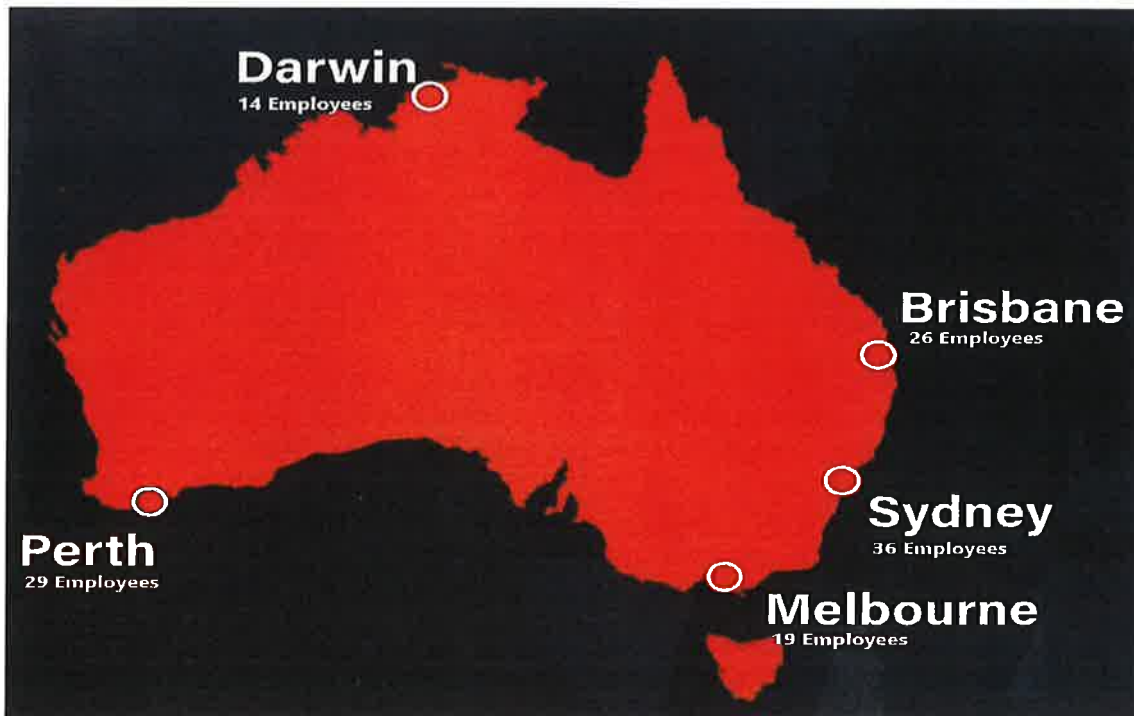 Darwin
14 Employees
Brisbane
26 Employees
Sydney
36 Employees
Perth
29 Employees
Melbourne
19 Employees